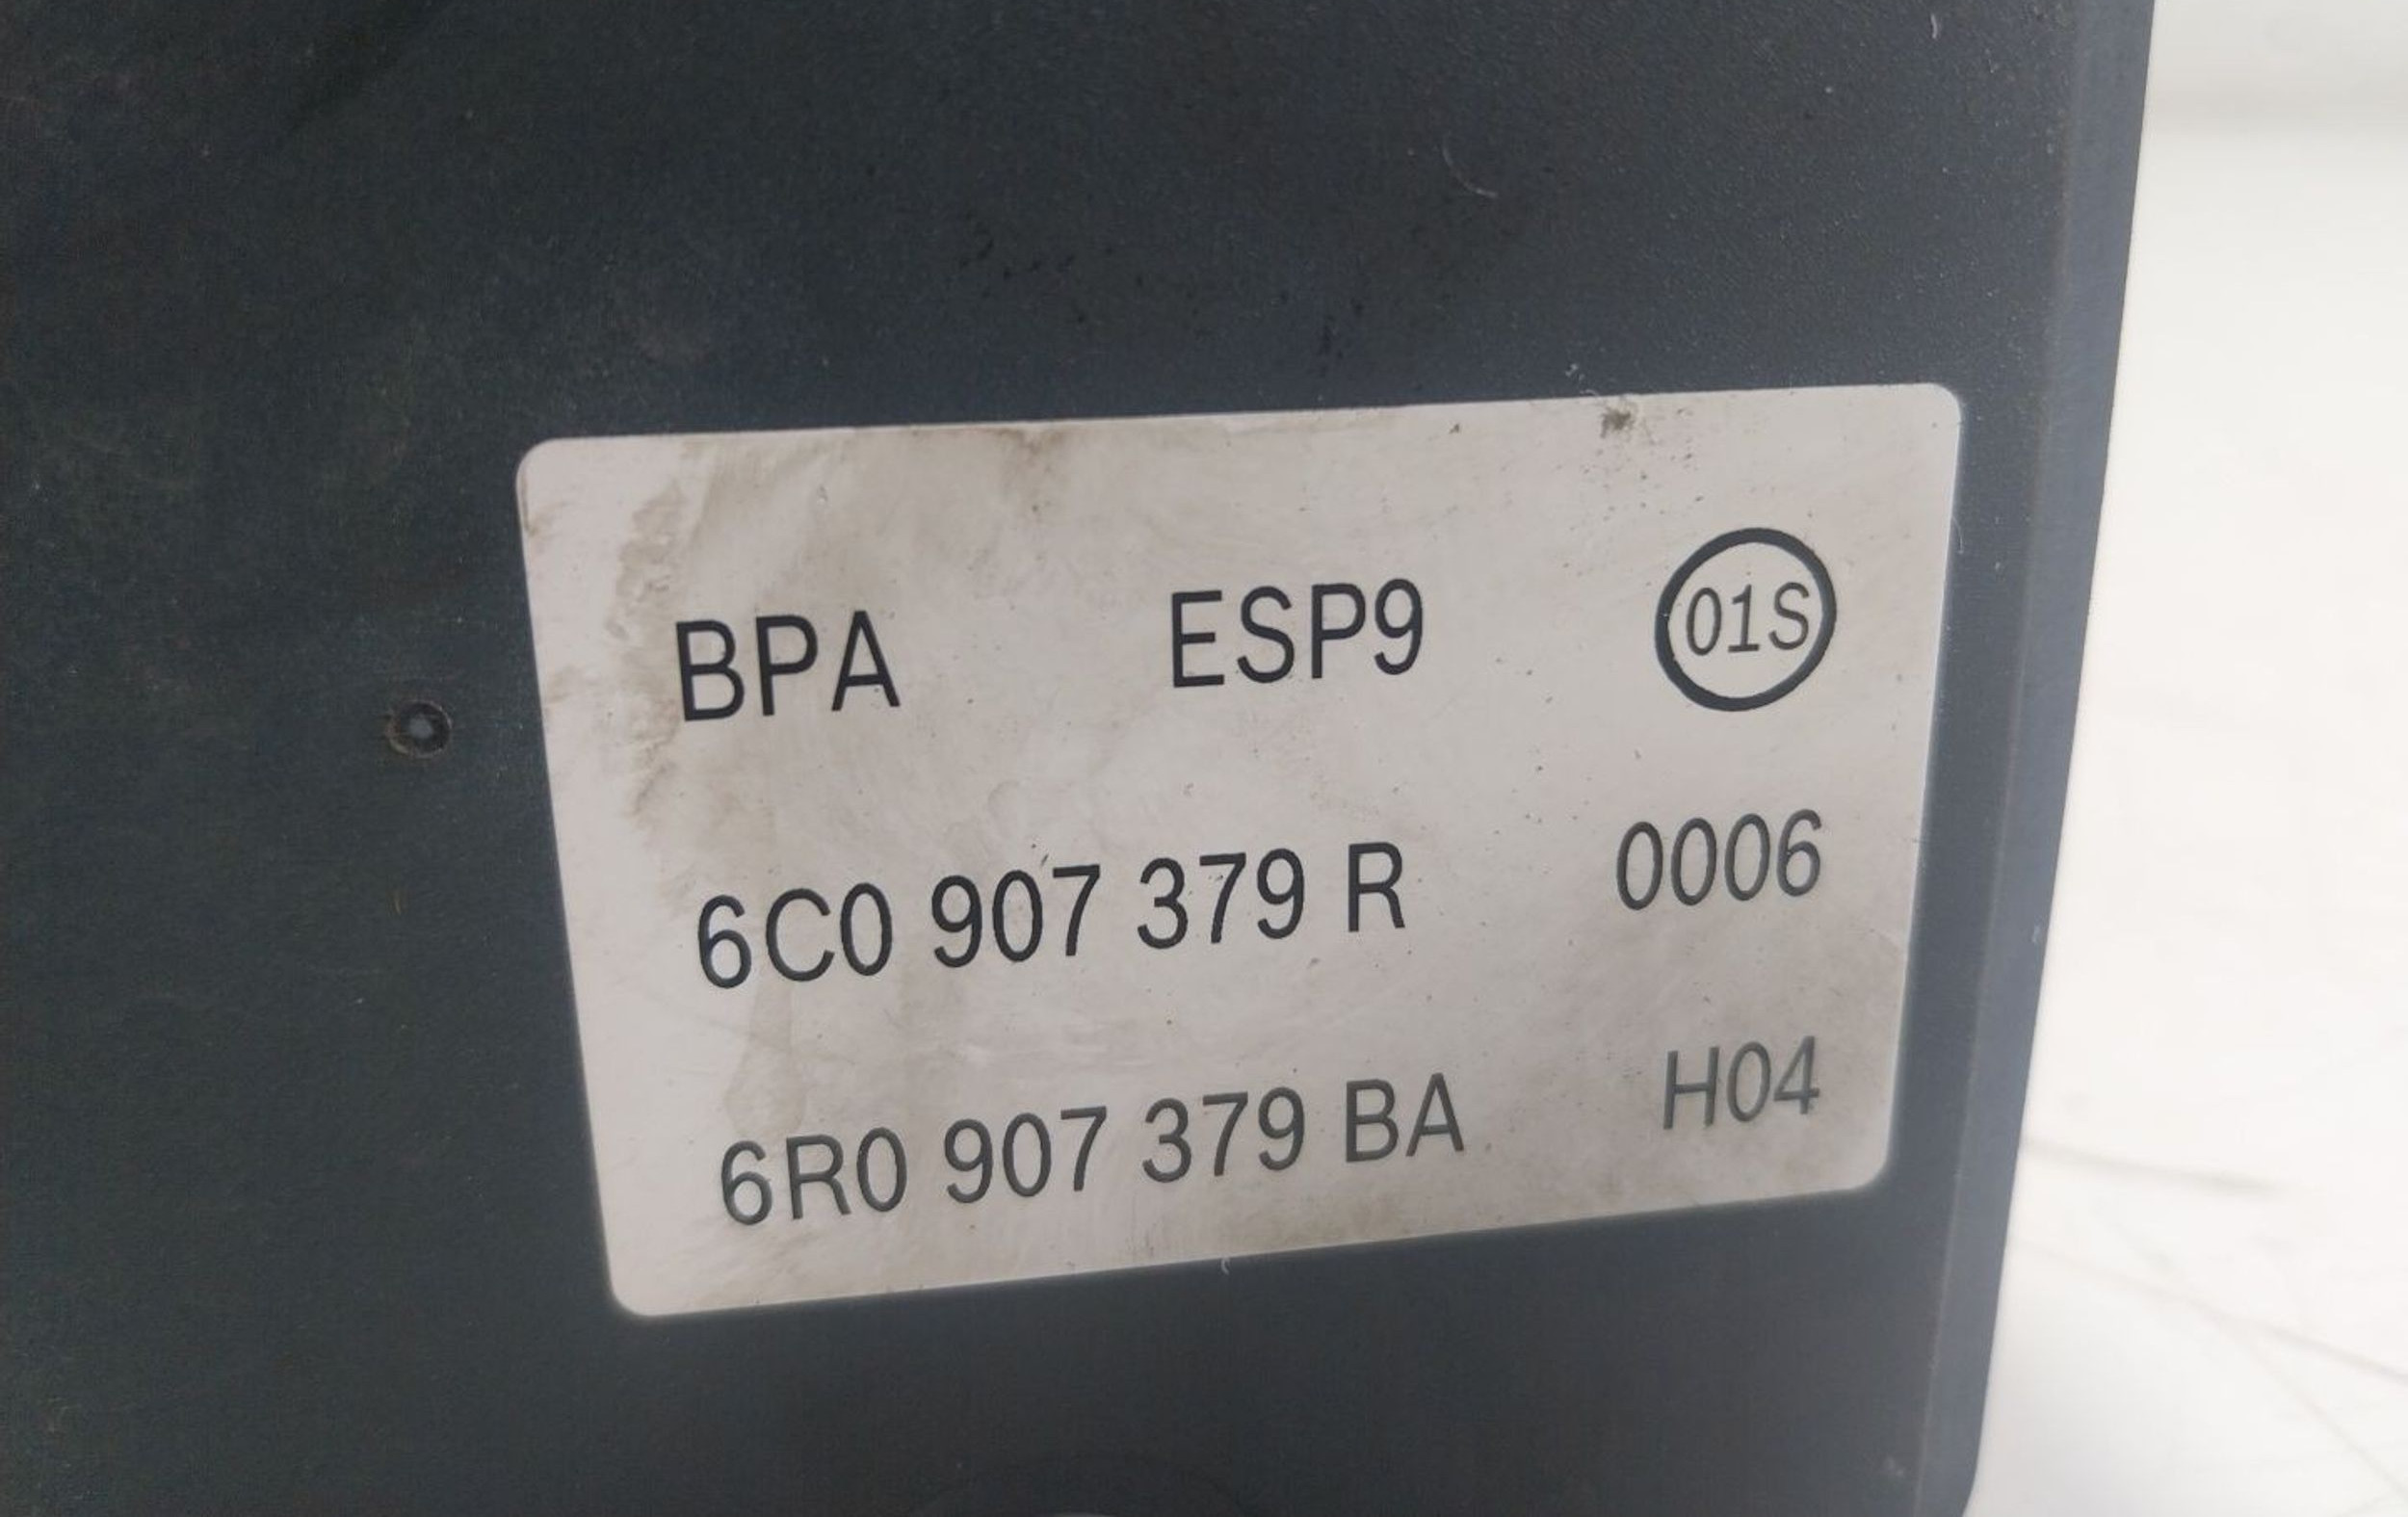 BPA ESP9 01S
6C0 907 379 R 0006
6R0 907 379 BA H04